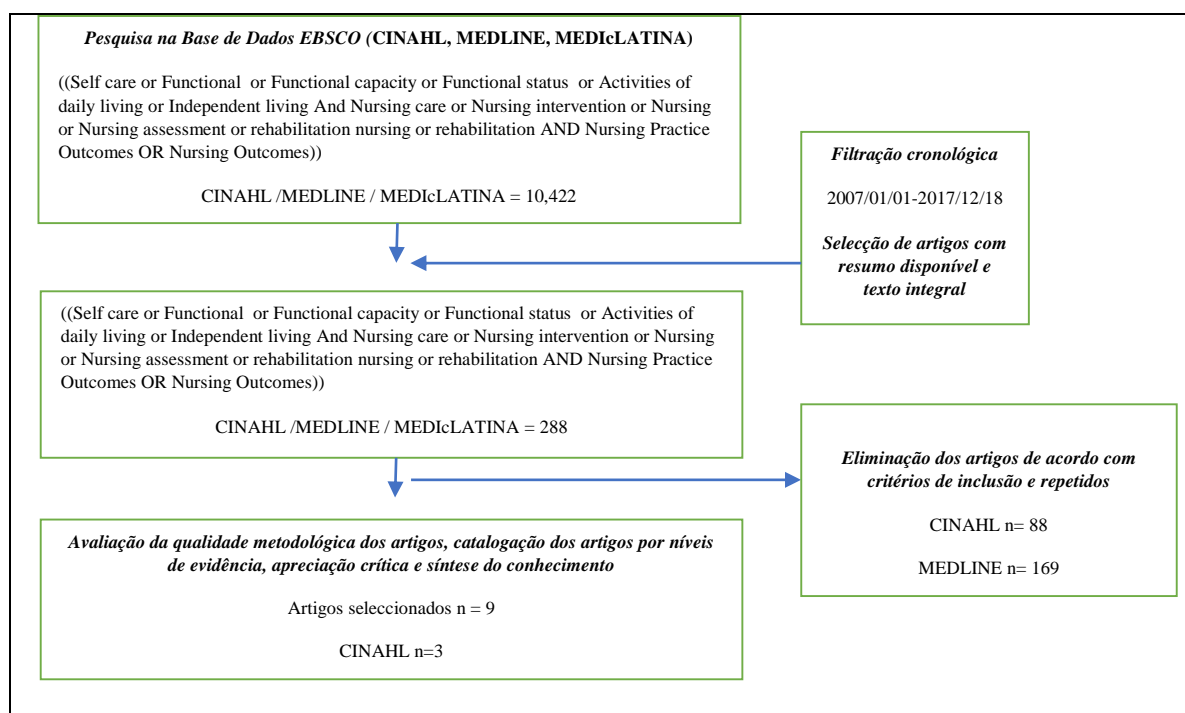 Pesquisa na Base de Dados EBSCO (CINAHL, MEDLINE, MEDIcLATINA)
((Self care or Functional or Functional capacity or Functional status or Activities of
daily living or Independent living And Nursing care or Nursing intervention or Nursing
or Nursing assessment or rehabilitation nursing or rehabilitation AND Nursing Practice
Outcomes OR Nursing Outcomes))
CINAHL /MEDLINE / MEDIcLATINA = 10,422
Filtração cronológica
2007/01/01-2017/12/18
Selecção de artigos com
resumo disponível e
texto integral
((Self care or Functional or Functional capacity or Functional status or Activities of
daily living or Independent living And Nursing care or Nursing intervention or Nursing
or Nursing assessment or rehabilitation nursing or rehabilitation AND Nursing Practice
Outcomes OR Nursing Outcomes))
CINAHL /MEDLINE / MEDIcLATINA = 288
Eliminação dos artigos de acordo com
critérios de inclusão e repetidos
CINAHL n= 88
MEDLINE n= 169
Avaliação da qualidade metodológica dos artigos, catalogação dos artigos por níveis
de evidência, apreciação crítica e síntese do conhecimento
Artigos seleccionados n = 9
CINAHL n=3